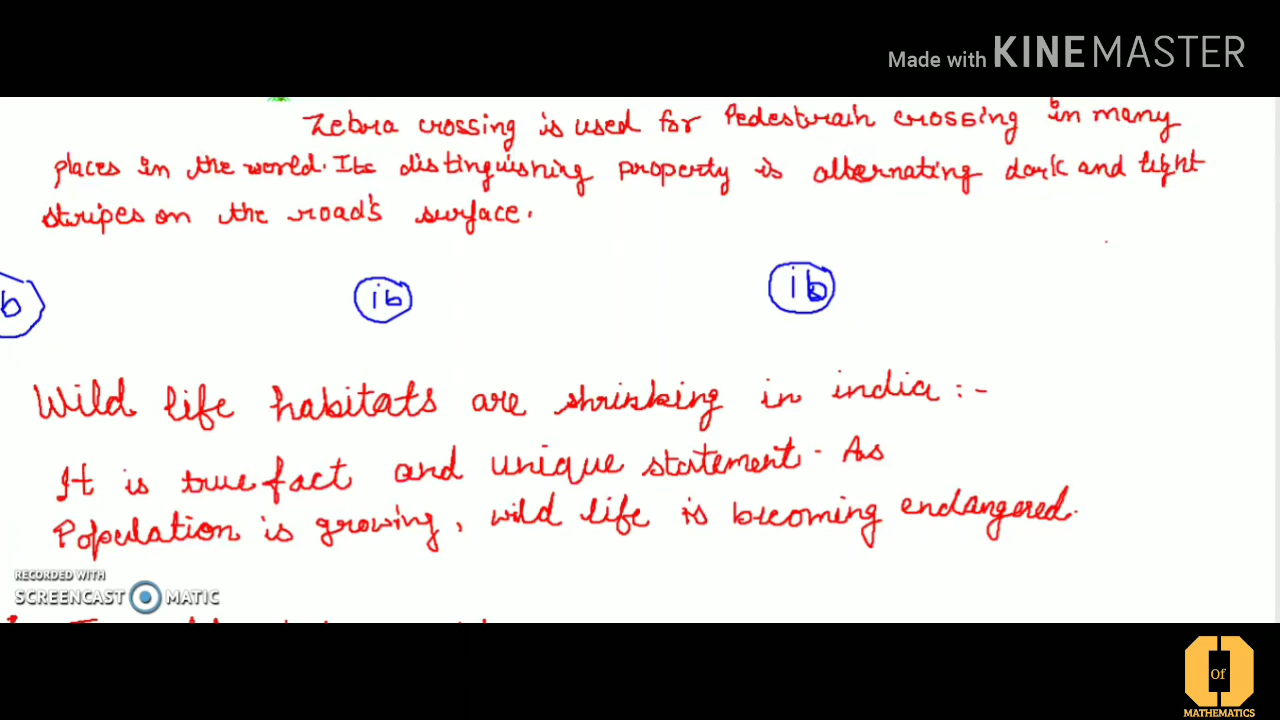 Made with KINEMASTER
Zebra crossing is used for Pedestrain crossing in many
places in the world. Its distinguishing property is alternating dark and light
stripes on the road's surface.
b
ib
ib
Wild life habitats are shrinking in india :-
It is true fact and unique statement. As
Population is growing, wild life is becoming endangered.
RECORDED WITH
SCREENCAST MATIC
Of
MATHEMATICS